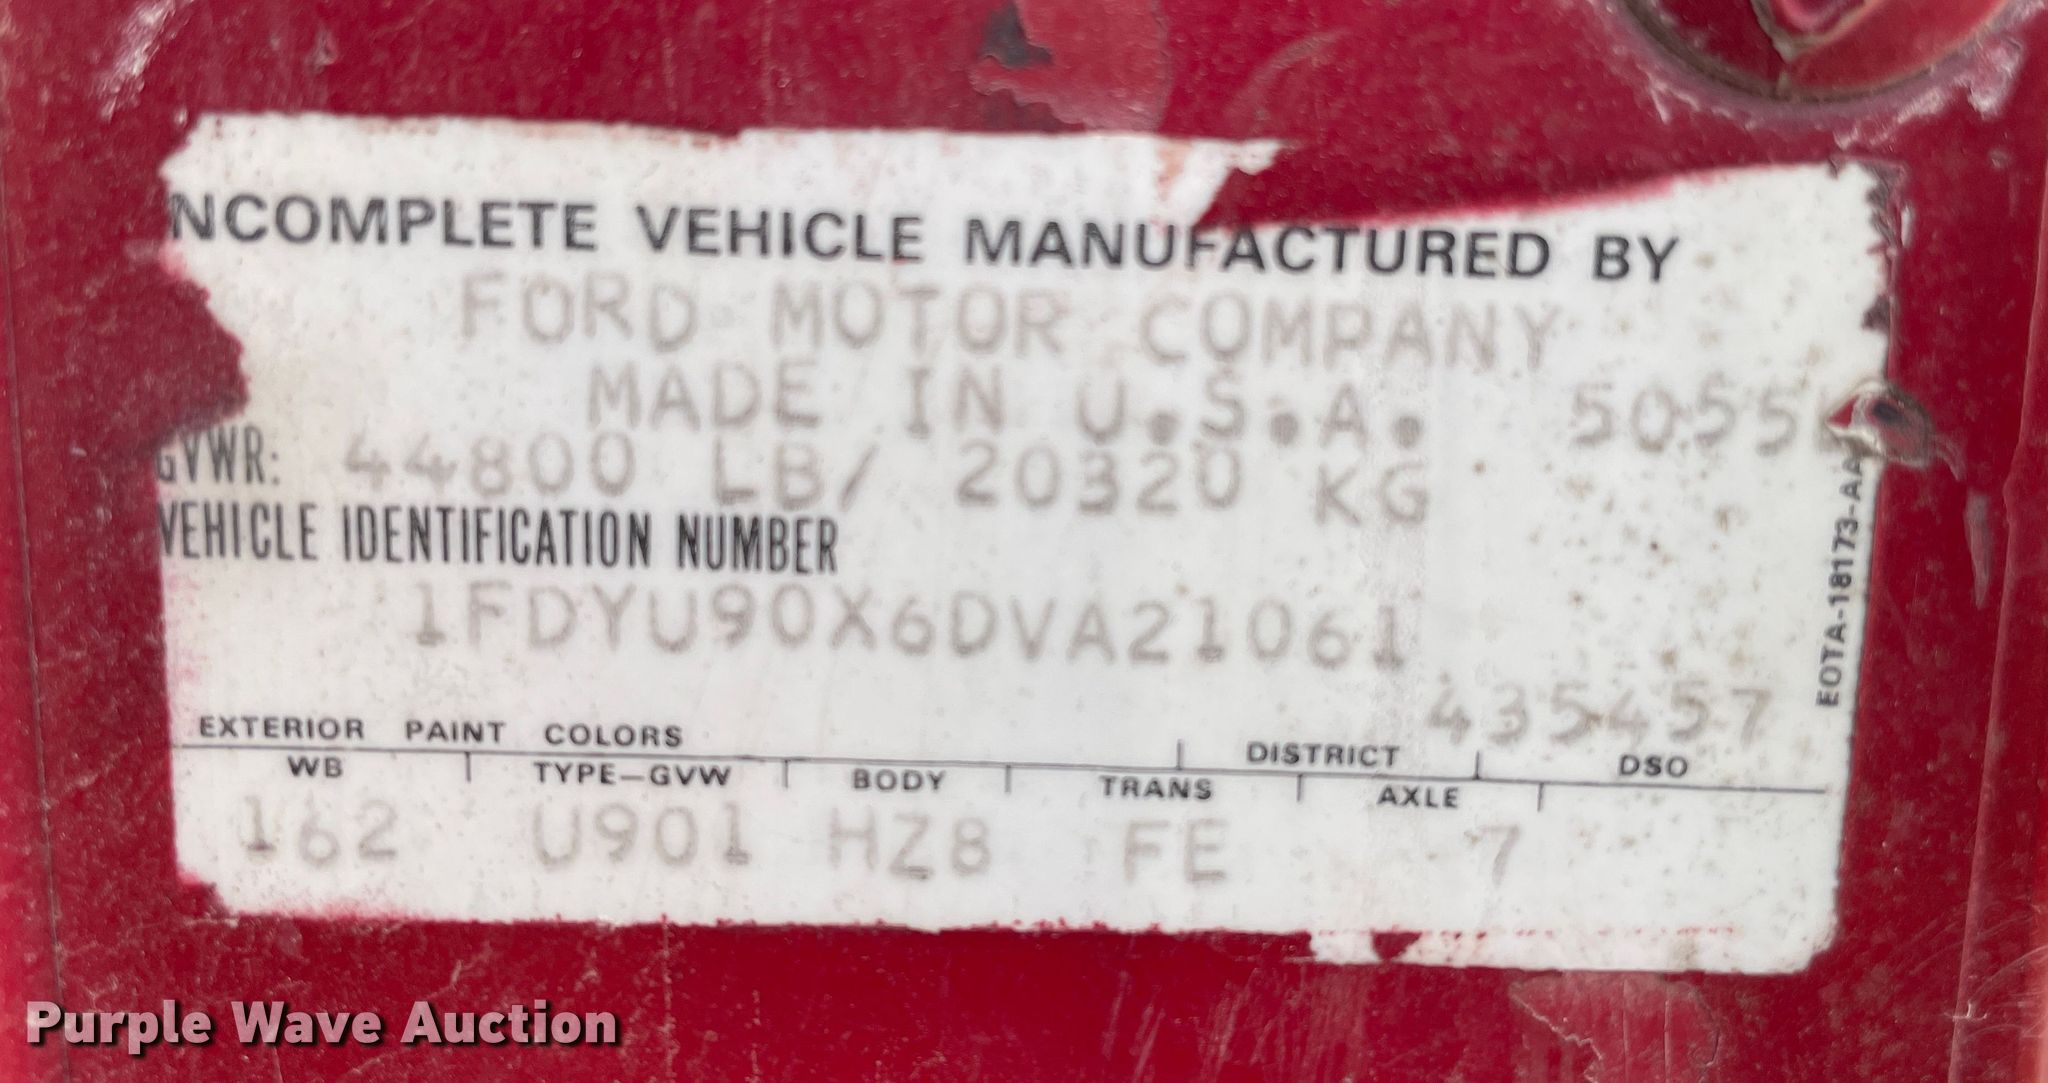 NCOMPLETE VEHICLE MANUFACTURED BY
FORD MOTOR COMPANY
MADE IN U.S.A. 5055
GVWR: 44800 LB/ 20320 KG
VEHICLE IDENTIFICATION NUMBER
1FDYU90X6DVA21061
EOTA-18173-AA
435457
EXTERIOR PAINT COLORS DISTRICT DSO
WB TYPE-GVW BODY TRANS AXLE
162 U901 HZ8 FE 7
Purple Wave Auction